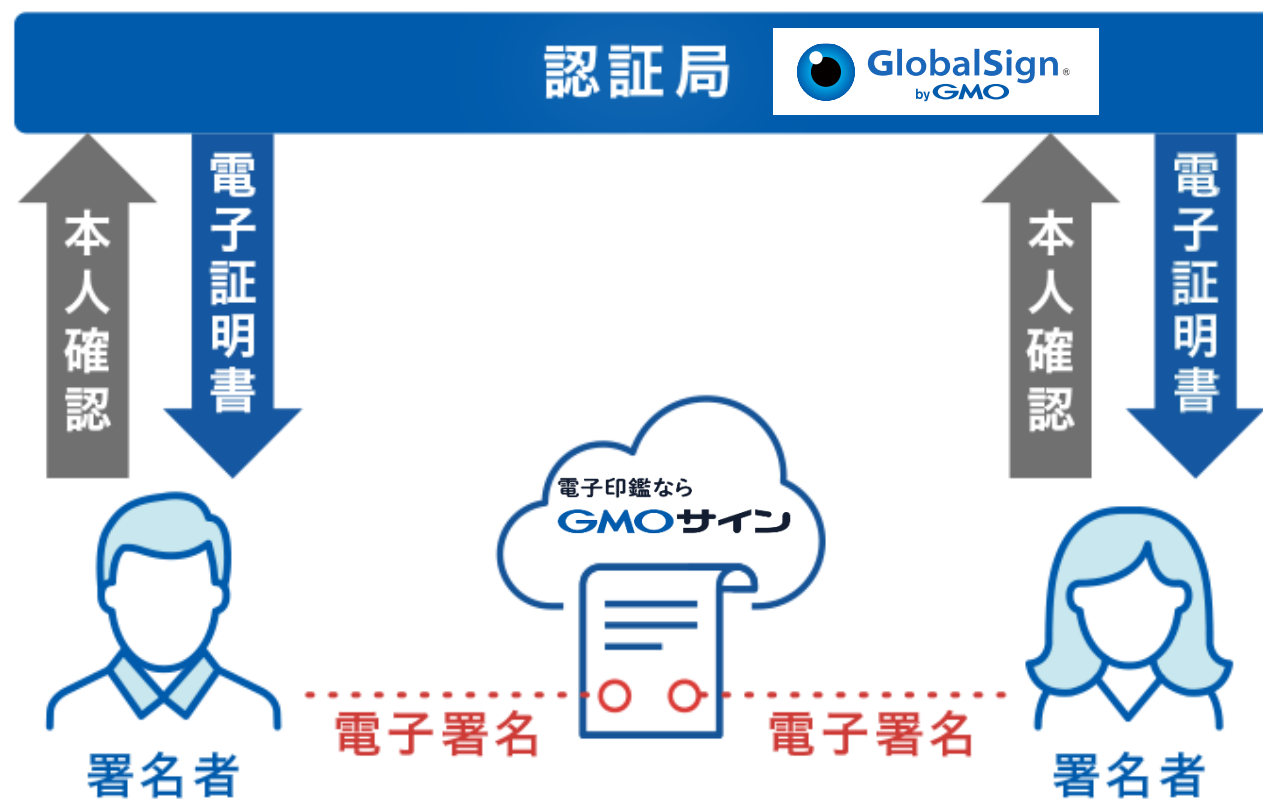 認証局
GlobalSign®
by GMO
本人確認
電子証明書
本人確認
電子証明書
電子印鑑なら
GMOサイン
電子署名
電子署名
署名者
署名者